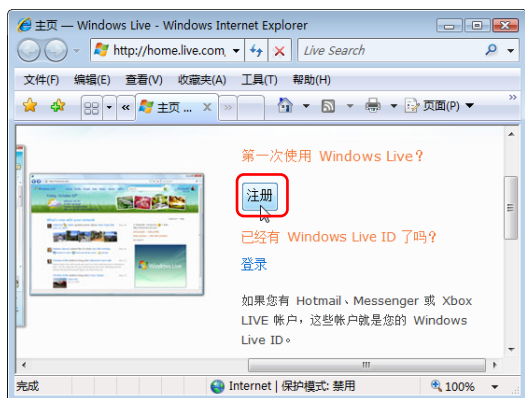 主页 — Windows Live - Windows Internet Explorer
http://home.live.com, Live Search
文件(F) 编辑(E) 查看(V) 收藏夹(A) 工具(T) 帮助(H)
主页 ... 页面(P)
第一次使用 Windows Live?
注册
已经有 Windows Live ID 了吗?
登录
如果您有 Hotmail、Messenger 或 Xbox
LIVE 帐户，这些帐户就是您的 Windows
Live ID。
完成 Internet | 保护模式: 禁用 100%